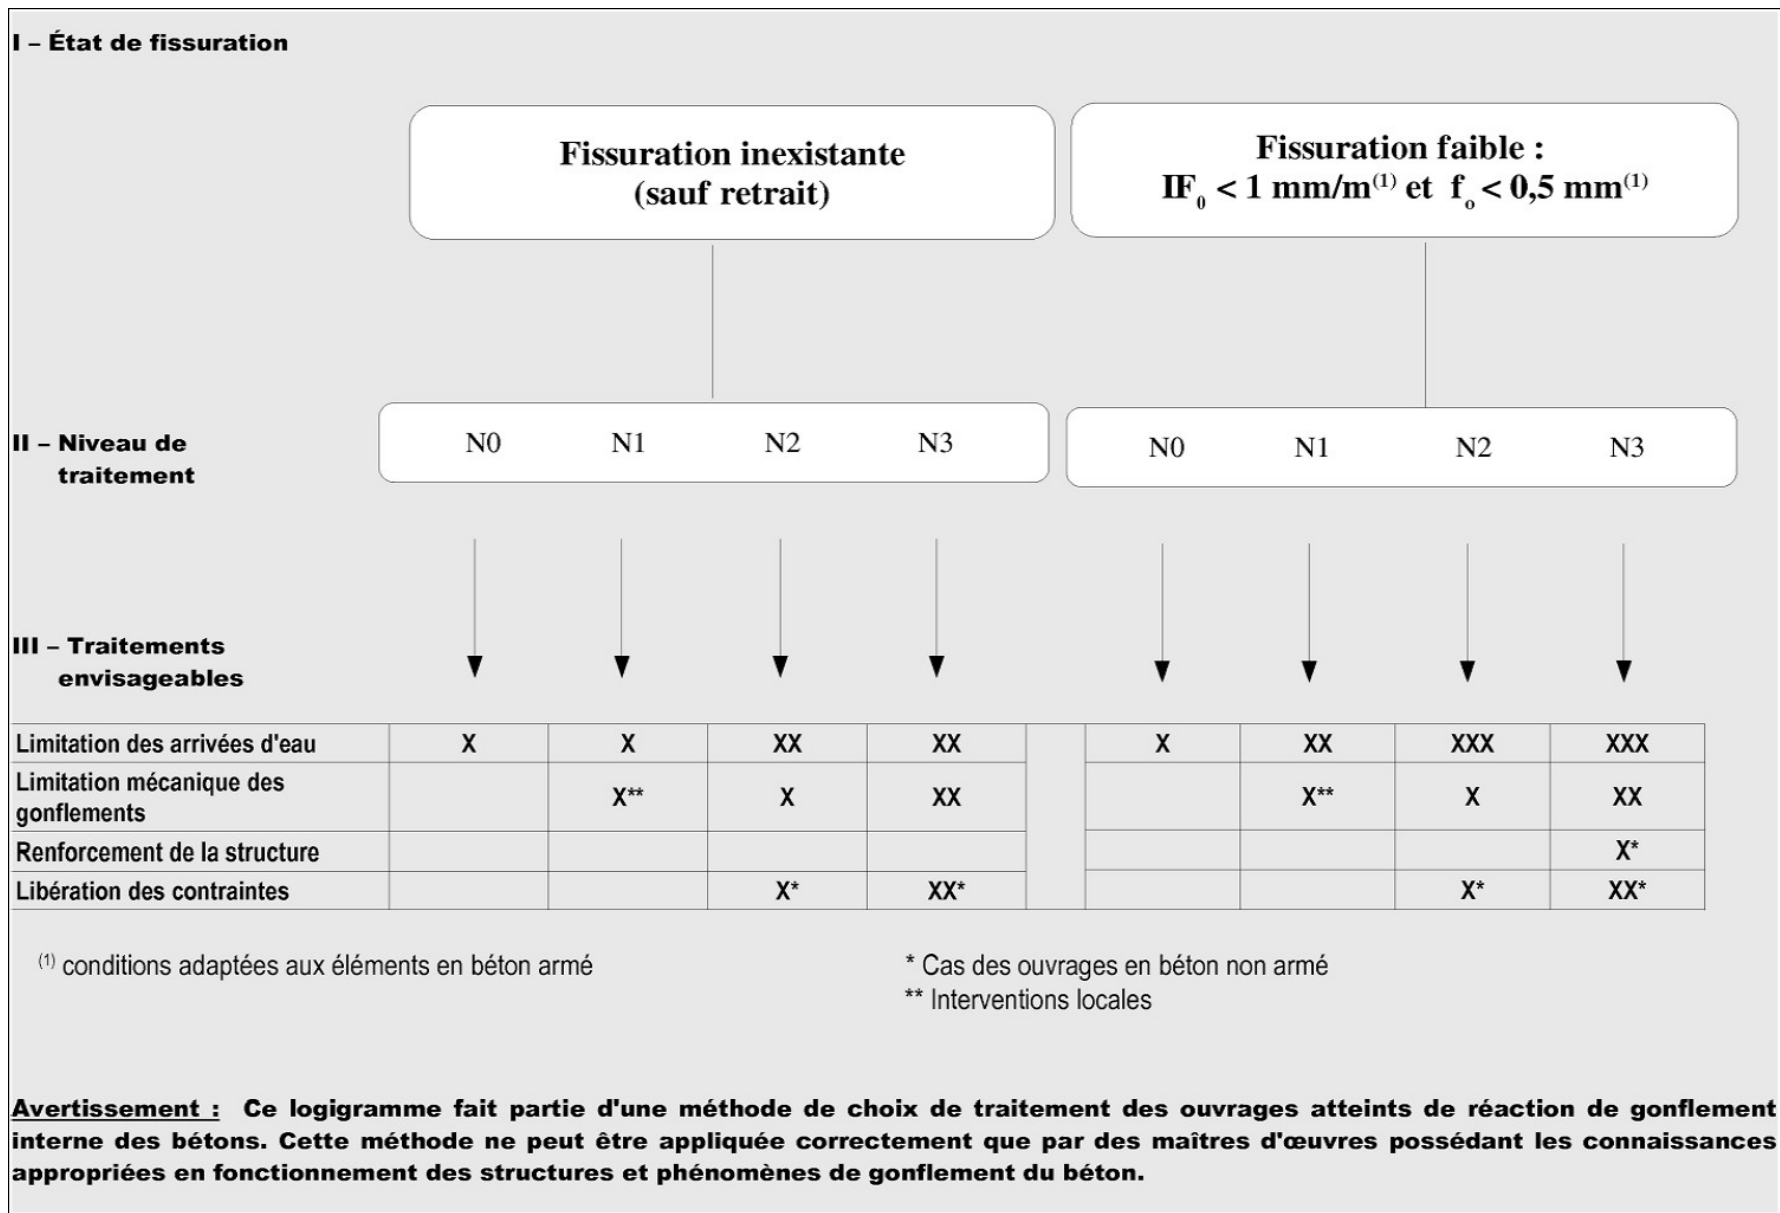 I – État de fissuration
Fissuration inexistante
(sauf retrait)
Fissuration faible :
IF₀ < 1 mm/m⁽¹⁾ et fₒ < 0,5 mm⁽¹⁾
II – Niveau de
traitement
N0 N1 N2 N3
N0 N1 N2 N3
III – Traitements
envisageables
Limitation des arrivées d'eau X X XX XX X XX XXX XXX
Limitation mécanique des
gonflements X** X XX X** X XX
Renforcement de la structure X*
Libération des contraintes X* XX* X* XX*
⁽¹⁾ conditions adaptées aux éléments en béton armé
* Cas des ouvrages en béton non armé
** Interventions locales
Avertissement : Ce logigramme fait partie d'une méthode de choix de traitement des ouvrages atteints de réaction de gonflement
interne des bétons. Cette méthode ne peut être appliquée correctement que par des maîtres d'œuvres possédant les connaissances
appropriées en fonctionnement des structures et phénomènes de gonflement du béton.